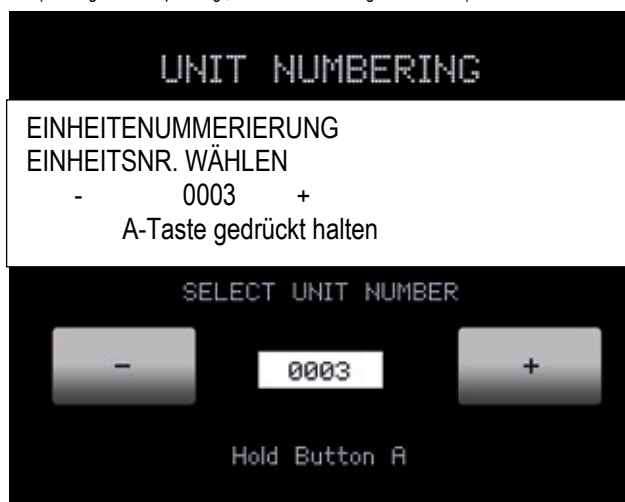 UNIT NUMBERING
EINHEITENUMMERIERUNG
EINHEITSNR. WÄHLEN
- 0003 +
A-Taste gedrückt halten
SELECT UNIT NUMBER
- 0003 +
Hold Button A